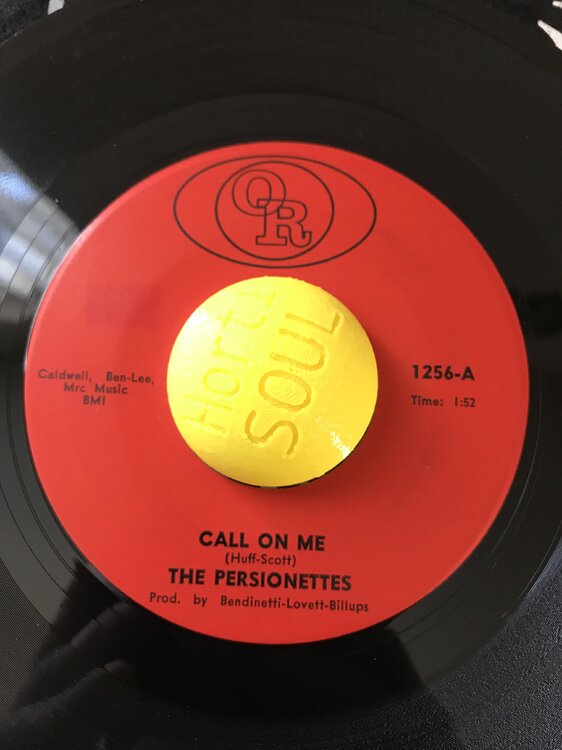 OR
Horti
SOUL
Caldwell, Ben-Lee,
Mrc Music
BMI
1256-A
Time: 1:52
CALL ON ME
(Huff-Scott)
THE PERSIONETTES
Prod. by Bendinetti-Lovett-Billups